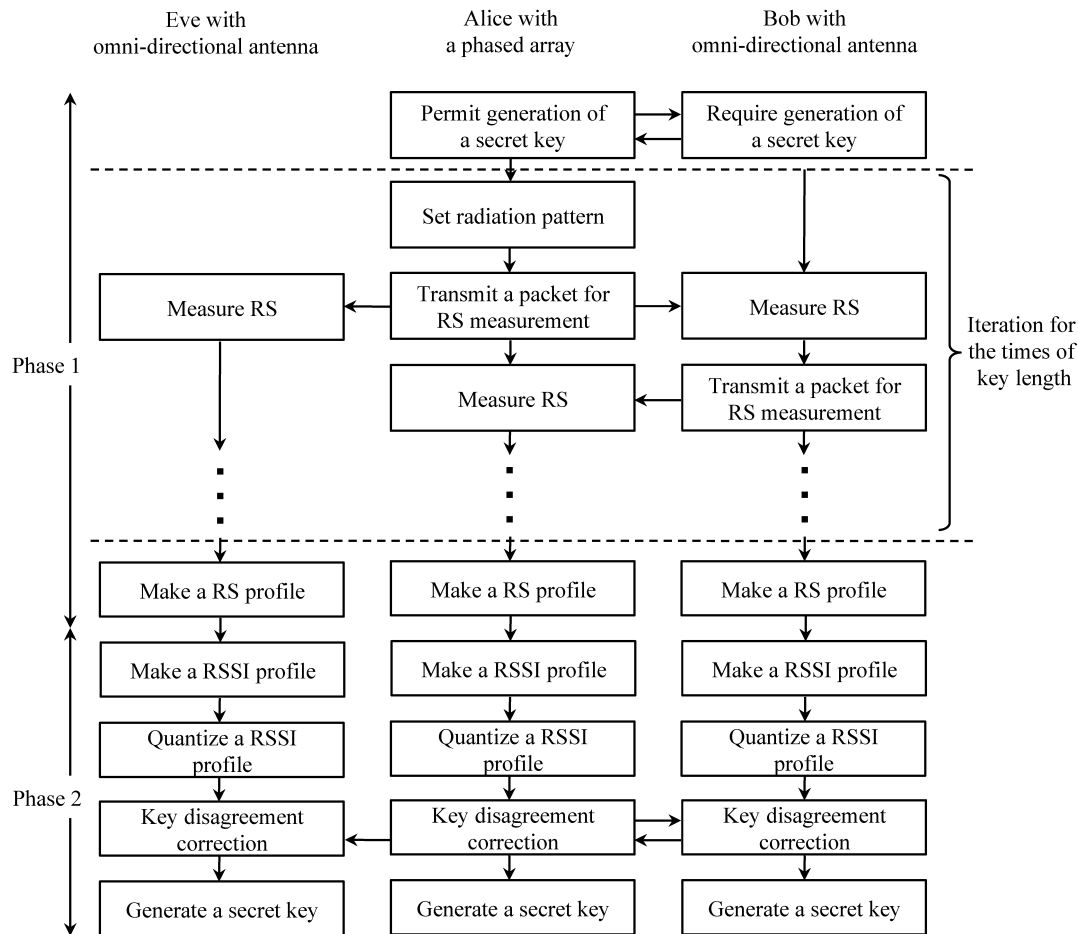 Eve with
omni-directional antenna
Alice with
a phased array
Bob with
omni-directional antenna
Permit generation of
a secret key
Require generation of
a secret key
Set radiation pattern
Measure RS
Transmit a packet for
RS measurement
Measure RS
Iteration for
the times of
key length
Phase 1
Measure RS
Transmit a packet for
RS measurement
Make a RS profile
Make a RS profile
Make a RS profile
Make a RSSI profile
Make a RSSI profile
Make a RSSI profile
Quantize a RSSI
profile
Quantize a RSSI
profile
Quantize a RSSI
profile
Phase 2
Key disagreement
correction
Key disagreement
correction
Key disagreement
correction
Generate a secret key
Generate a secret key
Generate a secret key